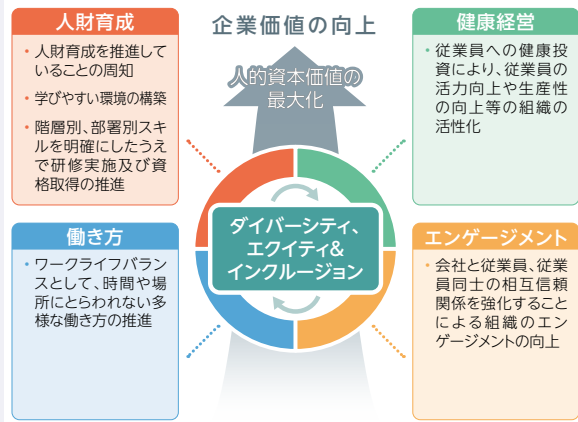 人財育成
・人財育成を推進して
いることの周知
・学びやすい環境の構築
・階層別、部署別スキ
ルを明確にしたうえ
で研修実施及び資
格取得の推進
企業価値の向上
人的資本価値の
最大化
健康経営
・従業員への健康投
資により、従業員の
活力向上や生産性
の向上等の組織の
活性化
ダイバーシティ、
エクイティ&
インクルージョン
働き方
・ワークライフバラン
スとして、時間や場
所にとらわれない多
様な働き方の推進
エンゲージメント
・会社と従業員、従業
員同士の相互信頼
関係を強化すること
による組織のエン
ゲージメントの向上